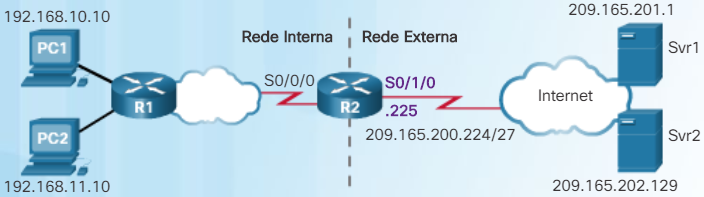 192.168.10.10
PC1
R1
PC2
192.168.11.10
Rede Interna
Rede Externa
S0/0/0
R2
S0/1/0
.225
209.165.200.224/27
Internet
209.165.201.1
Svr1
Svr2
209.165.202.129